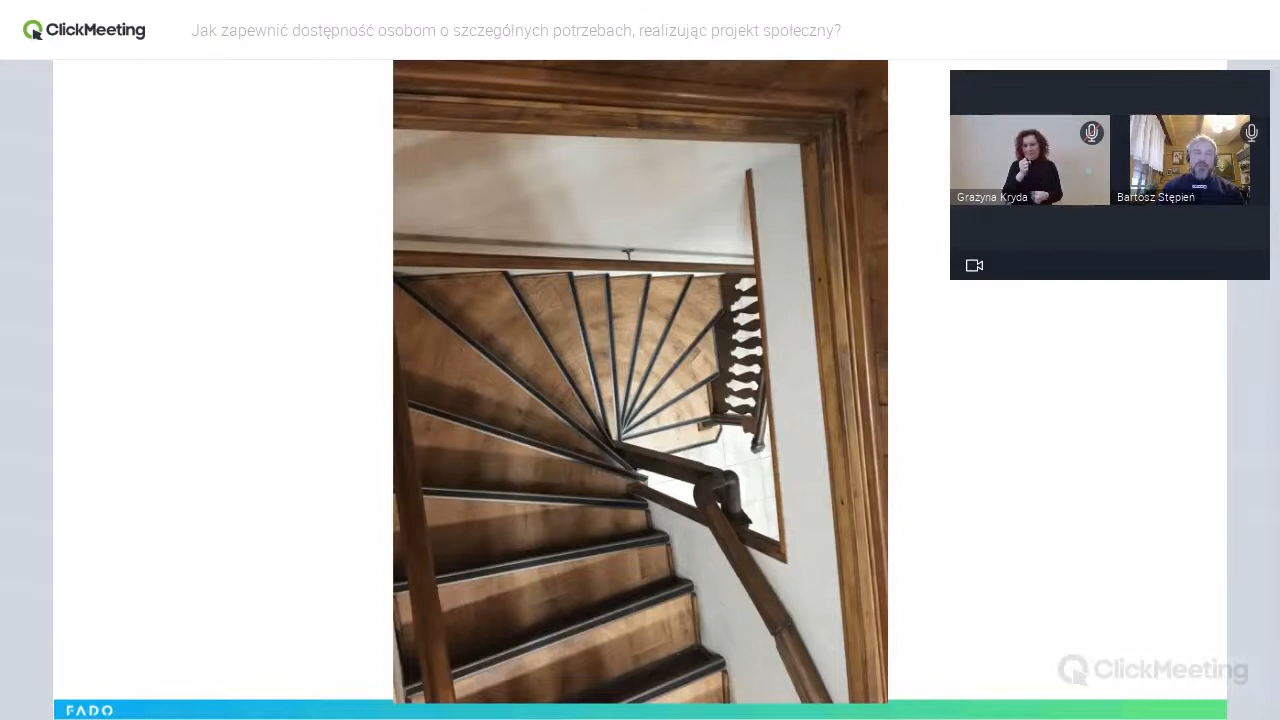 ClickMeeting
Jak zapewnić dostępność osobom o szczególnych potrzebach, realizując projekt społeczny?
Grażyna Kryda
Bartosz Stępień
ClickMeeting
FADO